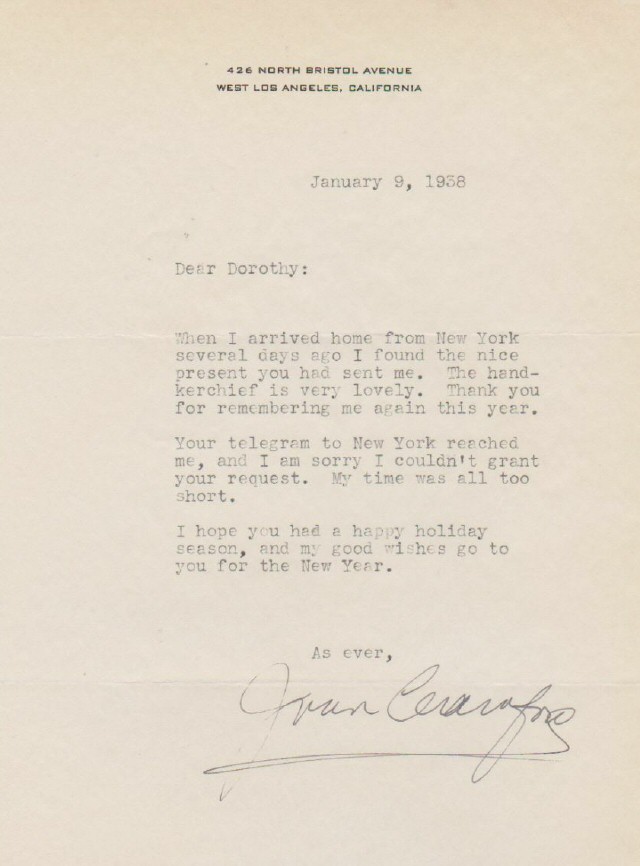 426 NORTH BRISTOL AVENUE
WEST LOS ANGELES, CALIFORNIA
January 9, 1938
Dear Dorothy:
When I arrived home from New York
several days ago I found the nice
present you had sent me. The hand-
kerchief is very lovely. Thank you
for remembering me again this year.
Your telegram to New York reached
me, and I am sorry I couldn't grant
your request. My time was all too
short.
I hope you had a happy holiday
season, and my good wishes go to
you for the New Year.
As ever,
Joan Crawford